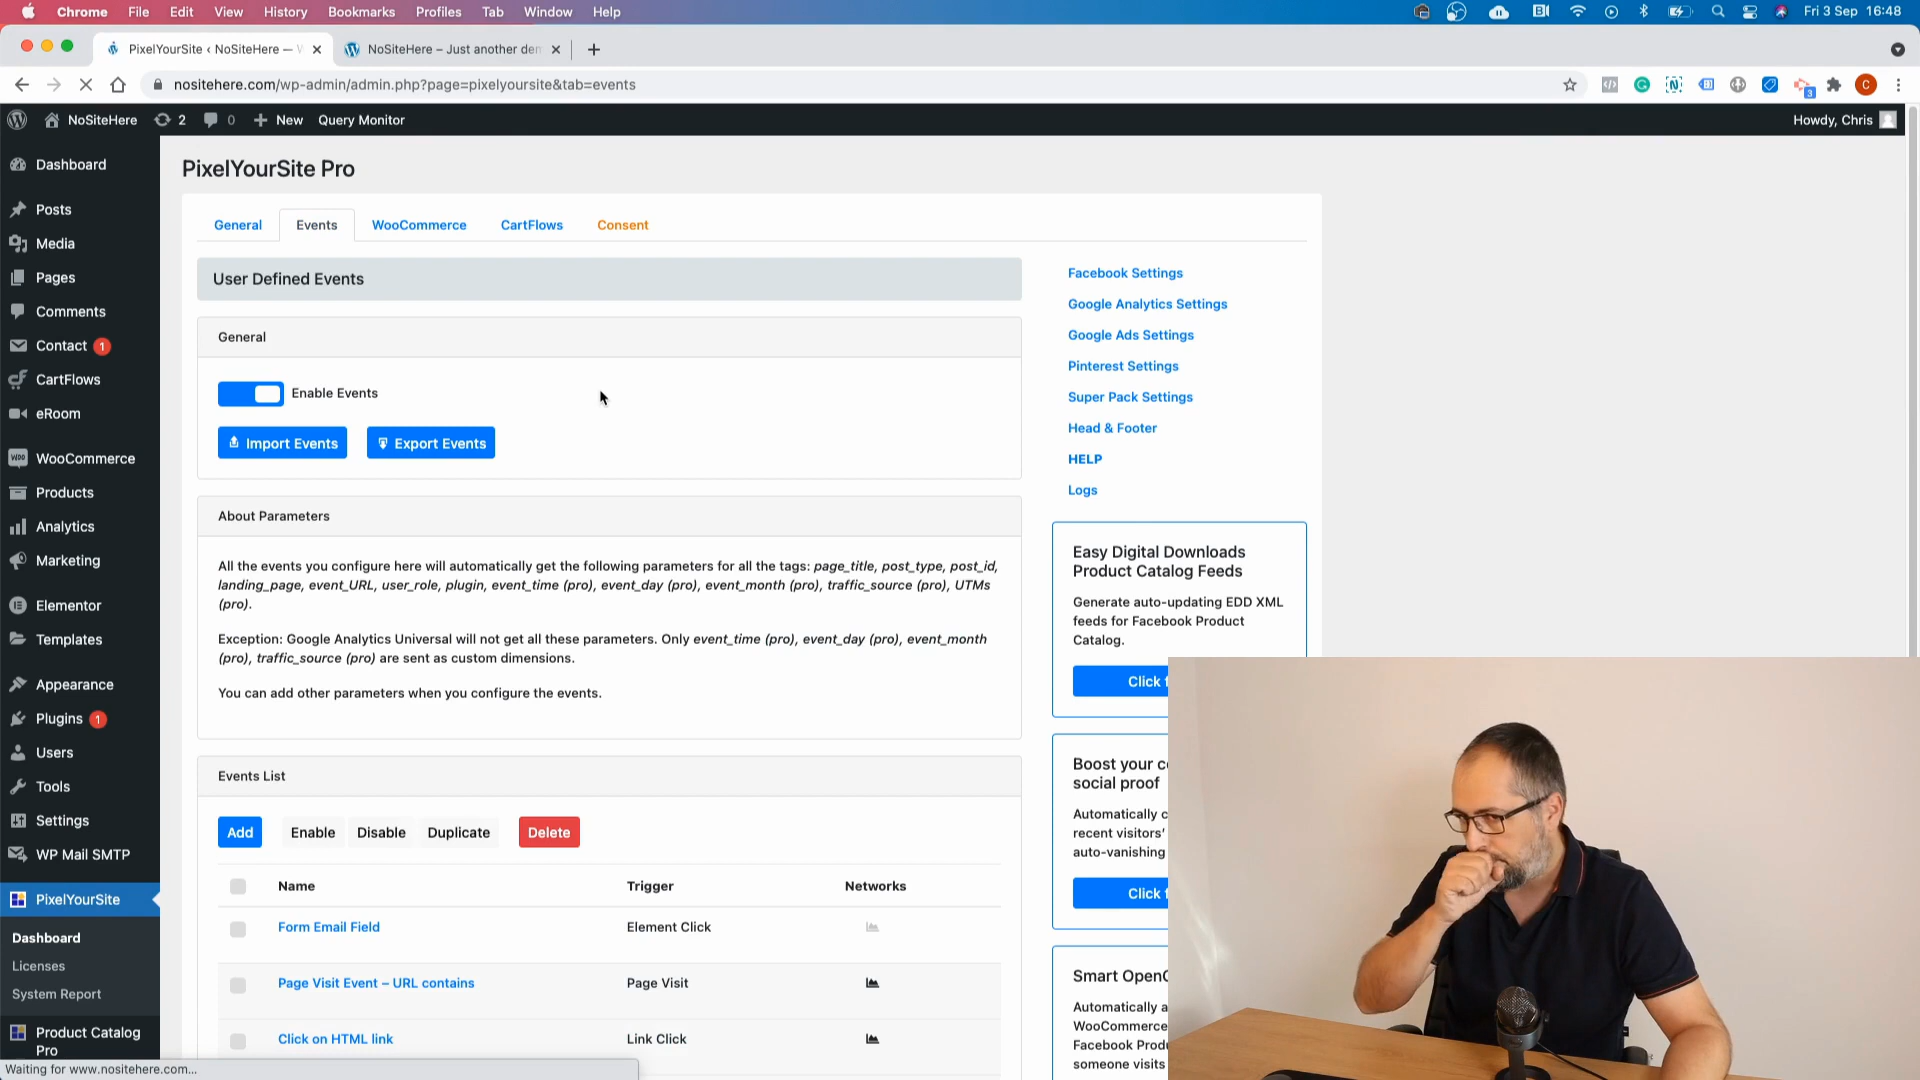 Chrome File Edit View History Bookmarks Profiles Tab Window Help Fri 3 Sep 16:48
PixelYourSite ‹ NoSiteHere —
NoSiteHere – Just another
nositehere.com/wp-admin/admin.php?page=pixelyoursite&tab=events
NoSiteHere 2 0 New Query Monitor Howdy, Chris
Dashboard
Posts
Media
Pages
Comments
Contact 1
CartFlows
eRoom
WooCommerce
Products
Analytics
Marketing
Elementor
Templates
Appearance
Plugins 1
Users
Tools
Settings
WP Mail SMTP
PixelYourSite
Dashboard
Licenses
System Report
Product Catalog
Pro
Waiting for www.nositehere.com...
PixelYourSite Pro
General Events WooCommerce CartFlows Consent
User Defined Events
General
Enable Events
Import Events Export Events
About Parameters
All the events you configure here will automatically get the following parameters for all the tags: page_title, post_type, post_id,
landing_page, event_URL, user_role, plugin, event_time (pro), event_day (pro), event_month (pro), traffic_source (pro), UTMs
(pro).
Exception: Google Analytics Universal will not get all these parameters. Only event_time (pro), event_day (pro), event_month
(pro), traffic_source (pro) are sent as custom dimensions.
You can add other parameters when you configure the events.
Events List
Add Enable Disable Duplicate Delete
Name Trigger Networks
Form Email Field Element Click
Page Visit Event – URL contains Page Visit
Click on HTML link Link Click
Facebook Settings
Google Analytics Settings
Google Ads Settings
Pinterest Settings
Super Pack Settings
Head & Footer
HELP
Logs
Easy Digital Downloads
Product Catalog Feeds
Generate auto-updating EDD XML
feeds for Facebook Product
Catalog.
Click
Boost your
social proof
Automatically
recent visitors'
auto-vanishing
Click
Smart
Automatically
WooCommerce
Facebook
someone visits